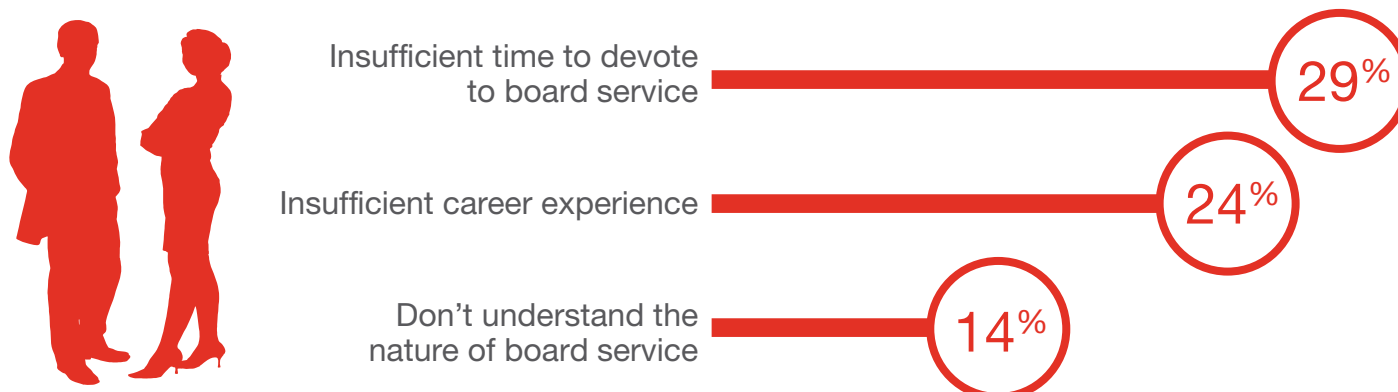 Insufficient time to devote
to board service
29%
Insufficient career experience
24%
Don’t understand the
nature of board service
14%